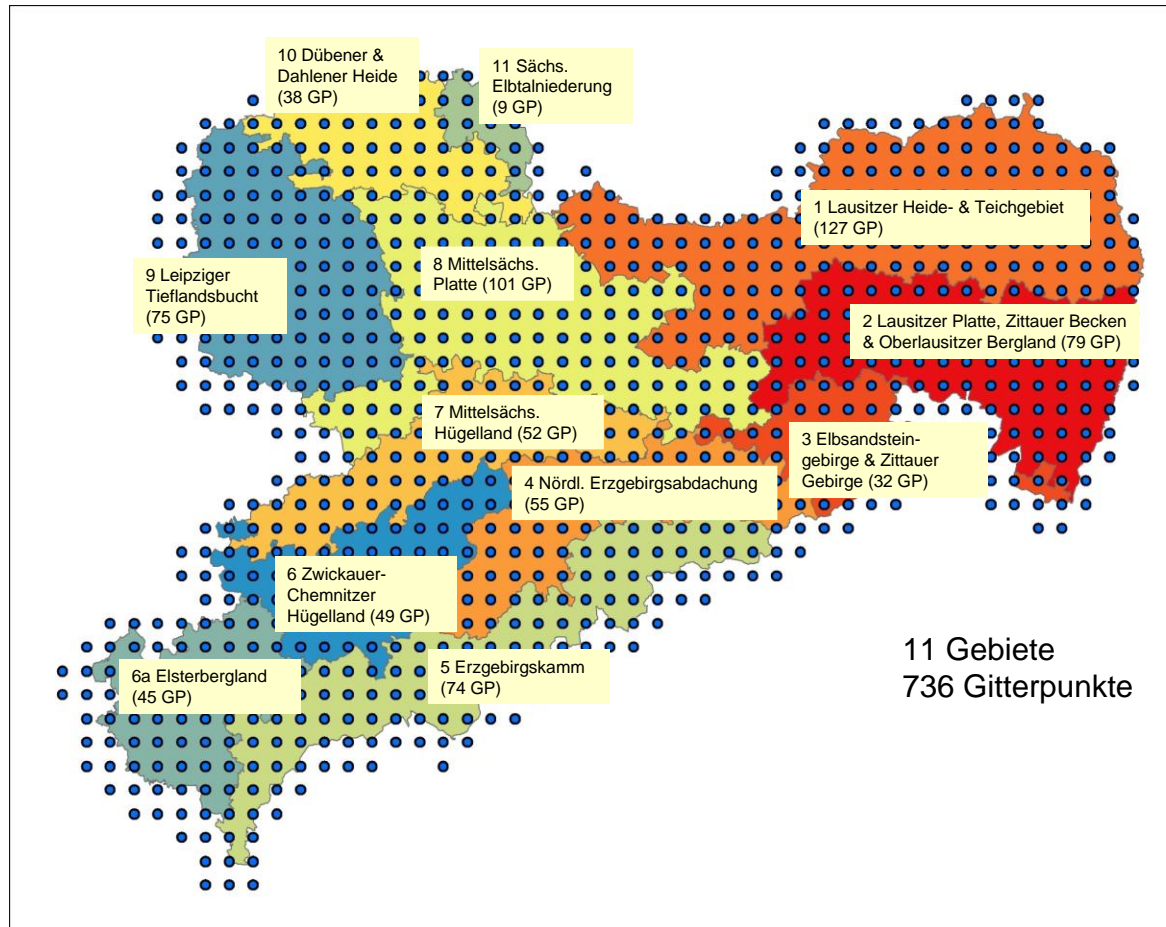 10 Dübener &
Dahlener Heide
(38 GP)
11 Sächs.
Elbtalniederung
(9 GP)
1 Lausitzer Heide- & Teichgebiet
(127 GP)
9 Leipziger
Tieflandsbucht
(75 GP)
8 Mittelsächs.
Platte (101 GP)
2 Lausitzer Platte, Zittauer Becken
& Oberlausitzer Bergland (79 GP)
7 Mittelsächs.
Hügelland (52 GP)
3 Elbsandstein-
gebirge & Zittauer
Gebirge (32 GP)
4 Nördl. Erzgebirgsabdachung
(55 GP)
6 Zwickauer-
Chemnitzer
Hügelland (49 GP)
6a Elsterbergland
(45 GP)
5 Erzgebirgskamm
(74 GP)
11 Gebiete
736 Gitterpunkte